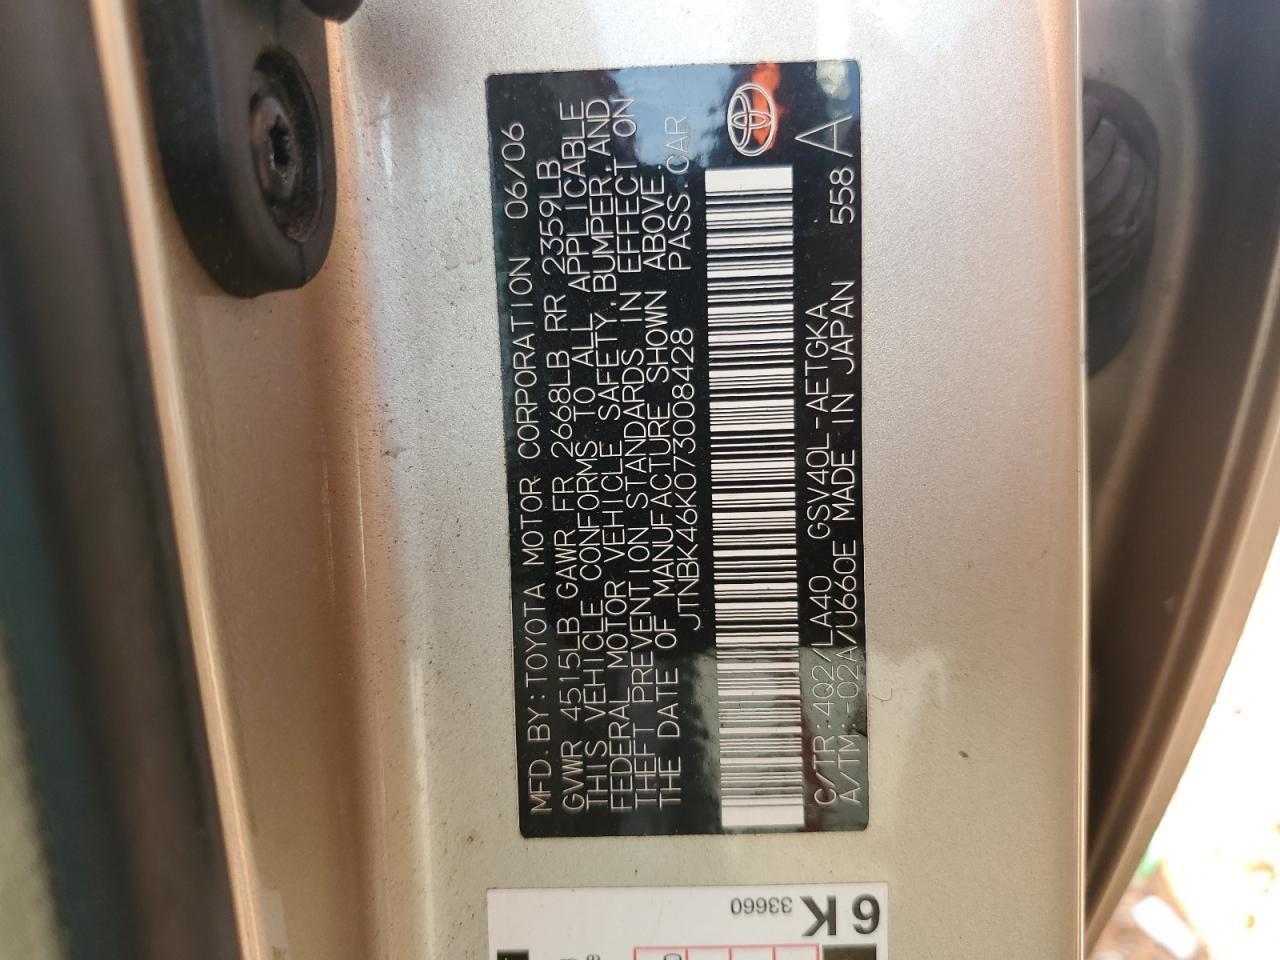 MFD. BY: TOYOTA MOTOR CORPORATION 06/06
GVWR 4515LB GAWR FR 2668LB RR 2359LB
THIS VEHICLE CONFORMS TO ALL APPLICABLE
FEDERAL MOTOR VEHICLE SAFETY, BUMPER, AND
THEFT PREVENTION STANDARDS IN EFFECT ON
THE DATE OF MANUFACTURE SHOWN ABOVE.
JTNBK46K073008428 PASS. CAR
C/TR: 4Q2/LA40 GSV40L-AETGKA
A/TM: -02A/U660E MADE IN JAPAN 558 A
6K 33660